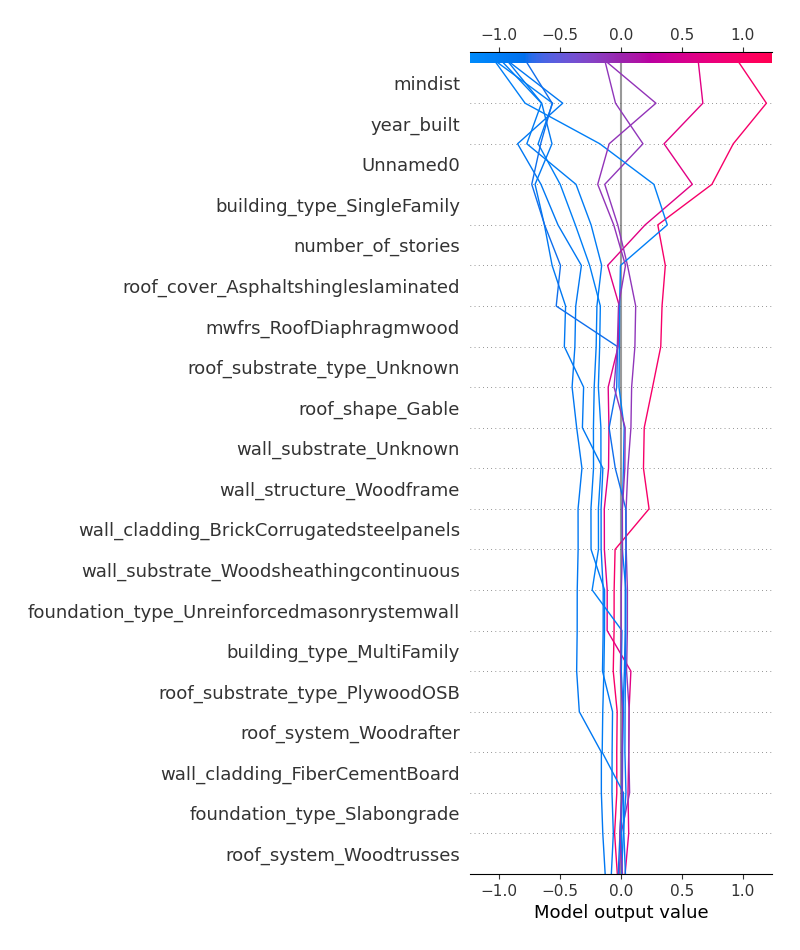 −1.0 −0.5 0.0 0.5 1.0
mindist
year_built
Unnamed0
building_type_SingleFamily
number_of_stories
roof_cover_Asphaltshingleslaminated
mwfrs_RoofDiaphragmwood
roof_substrate_type_Unknown
roof_shape_Gable
wall_substrate_Unknown
wall_structure_Woodframe
wall_cladding_BrickCorrugatedsteelpanels
wall_substrate_Woodsheathingcontinuous
foundation_type_Unreinforcedmasonrystemwall
building_type_MultiFamily
roof_substrate_type_PlywoodOSB
roof_system_Woodrafter
wall_cladding_FiberCementBoard
foundation_type_Slabongrade
roof_system_Woodtrusses
−1.0 −0.5 0.0 0.5 1.0
Model output value